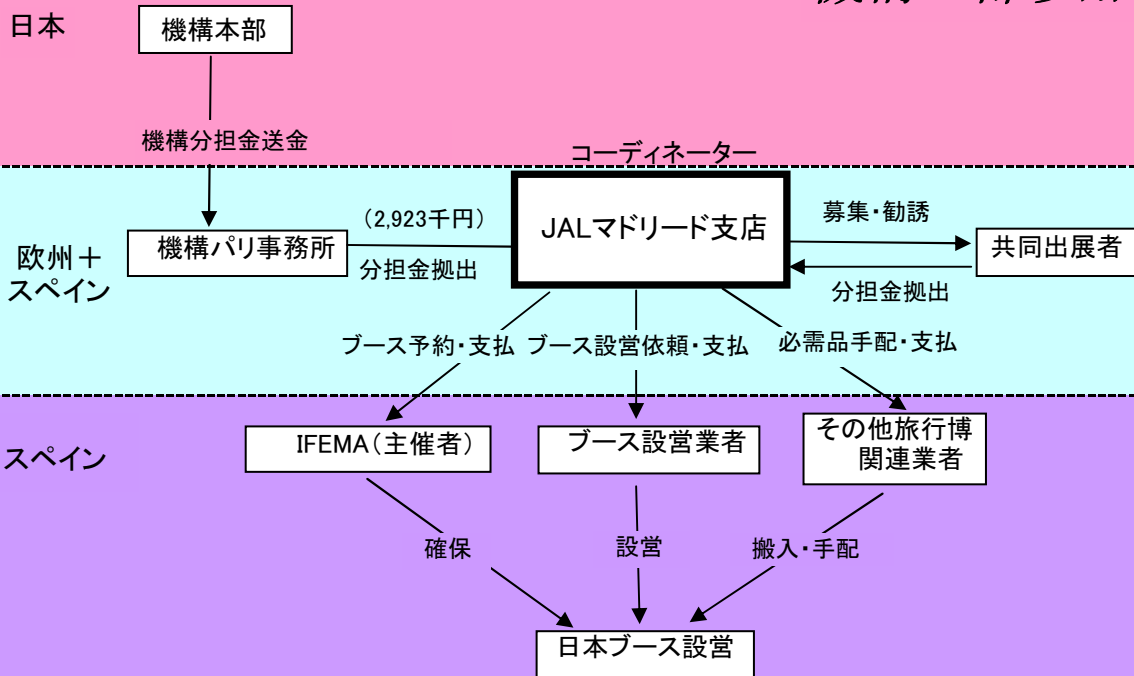 日本
機構本部
機構分担金送金
コーディネーター
JALマドリード支店
(2,923千円)
分担金拠出
機構パリ事務所
欧州+
スペイン
募集・勧誘
共同出展者
分担金拠出
ブース予約・支払
ブース設営依頼・支払
必需品手配・支払
スペイン
IFEMA(主催者)
ブース設営業者
その他旅行博
関連業者
確保
設営
搬入・手配
日本ブース設営